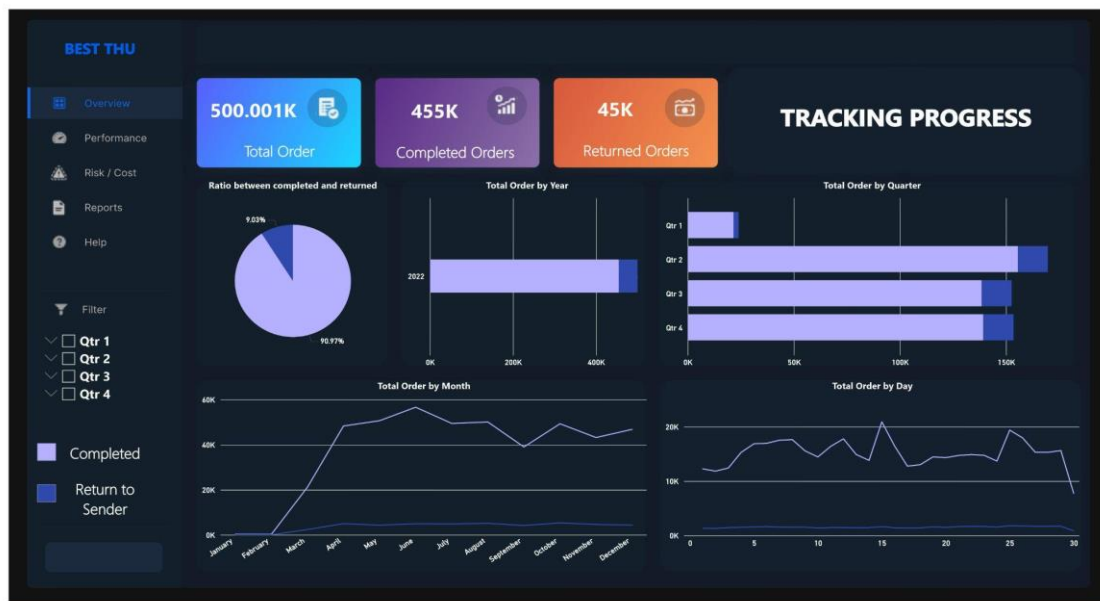 BEST THU
Overview
Performance
Risk / Cost
Reports
Help
Filter
Qtr 1
Qtr 2
Qtr 3
Qtr 4
Completed
Return to
Sender
500.001K
Total Order
455K
Completed Orders
45K
Returned Orders
TRACKING PROGRESS
Ratio between completed and returned
9.03%
90.97%
Total Order by Year
2022
0K 200K 400K
Total Order by Quarter
Qtr 1
Qtr 2
Qtr 3
Qtr 4
0K 50K 100K 150K
Total Order by Month
60K
40K
20K
0K
January February March April May June July August September October November December
Total Order by Day
20K
10K
0K
0 5 10 15 20 25 30